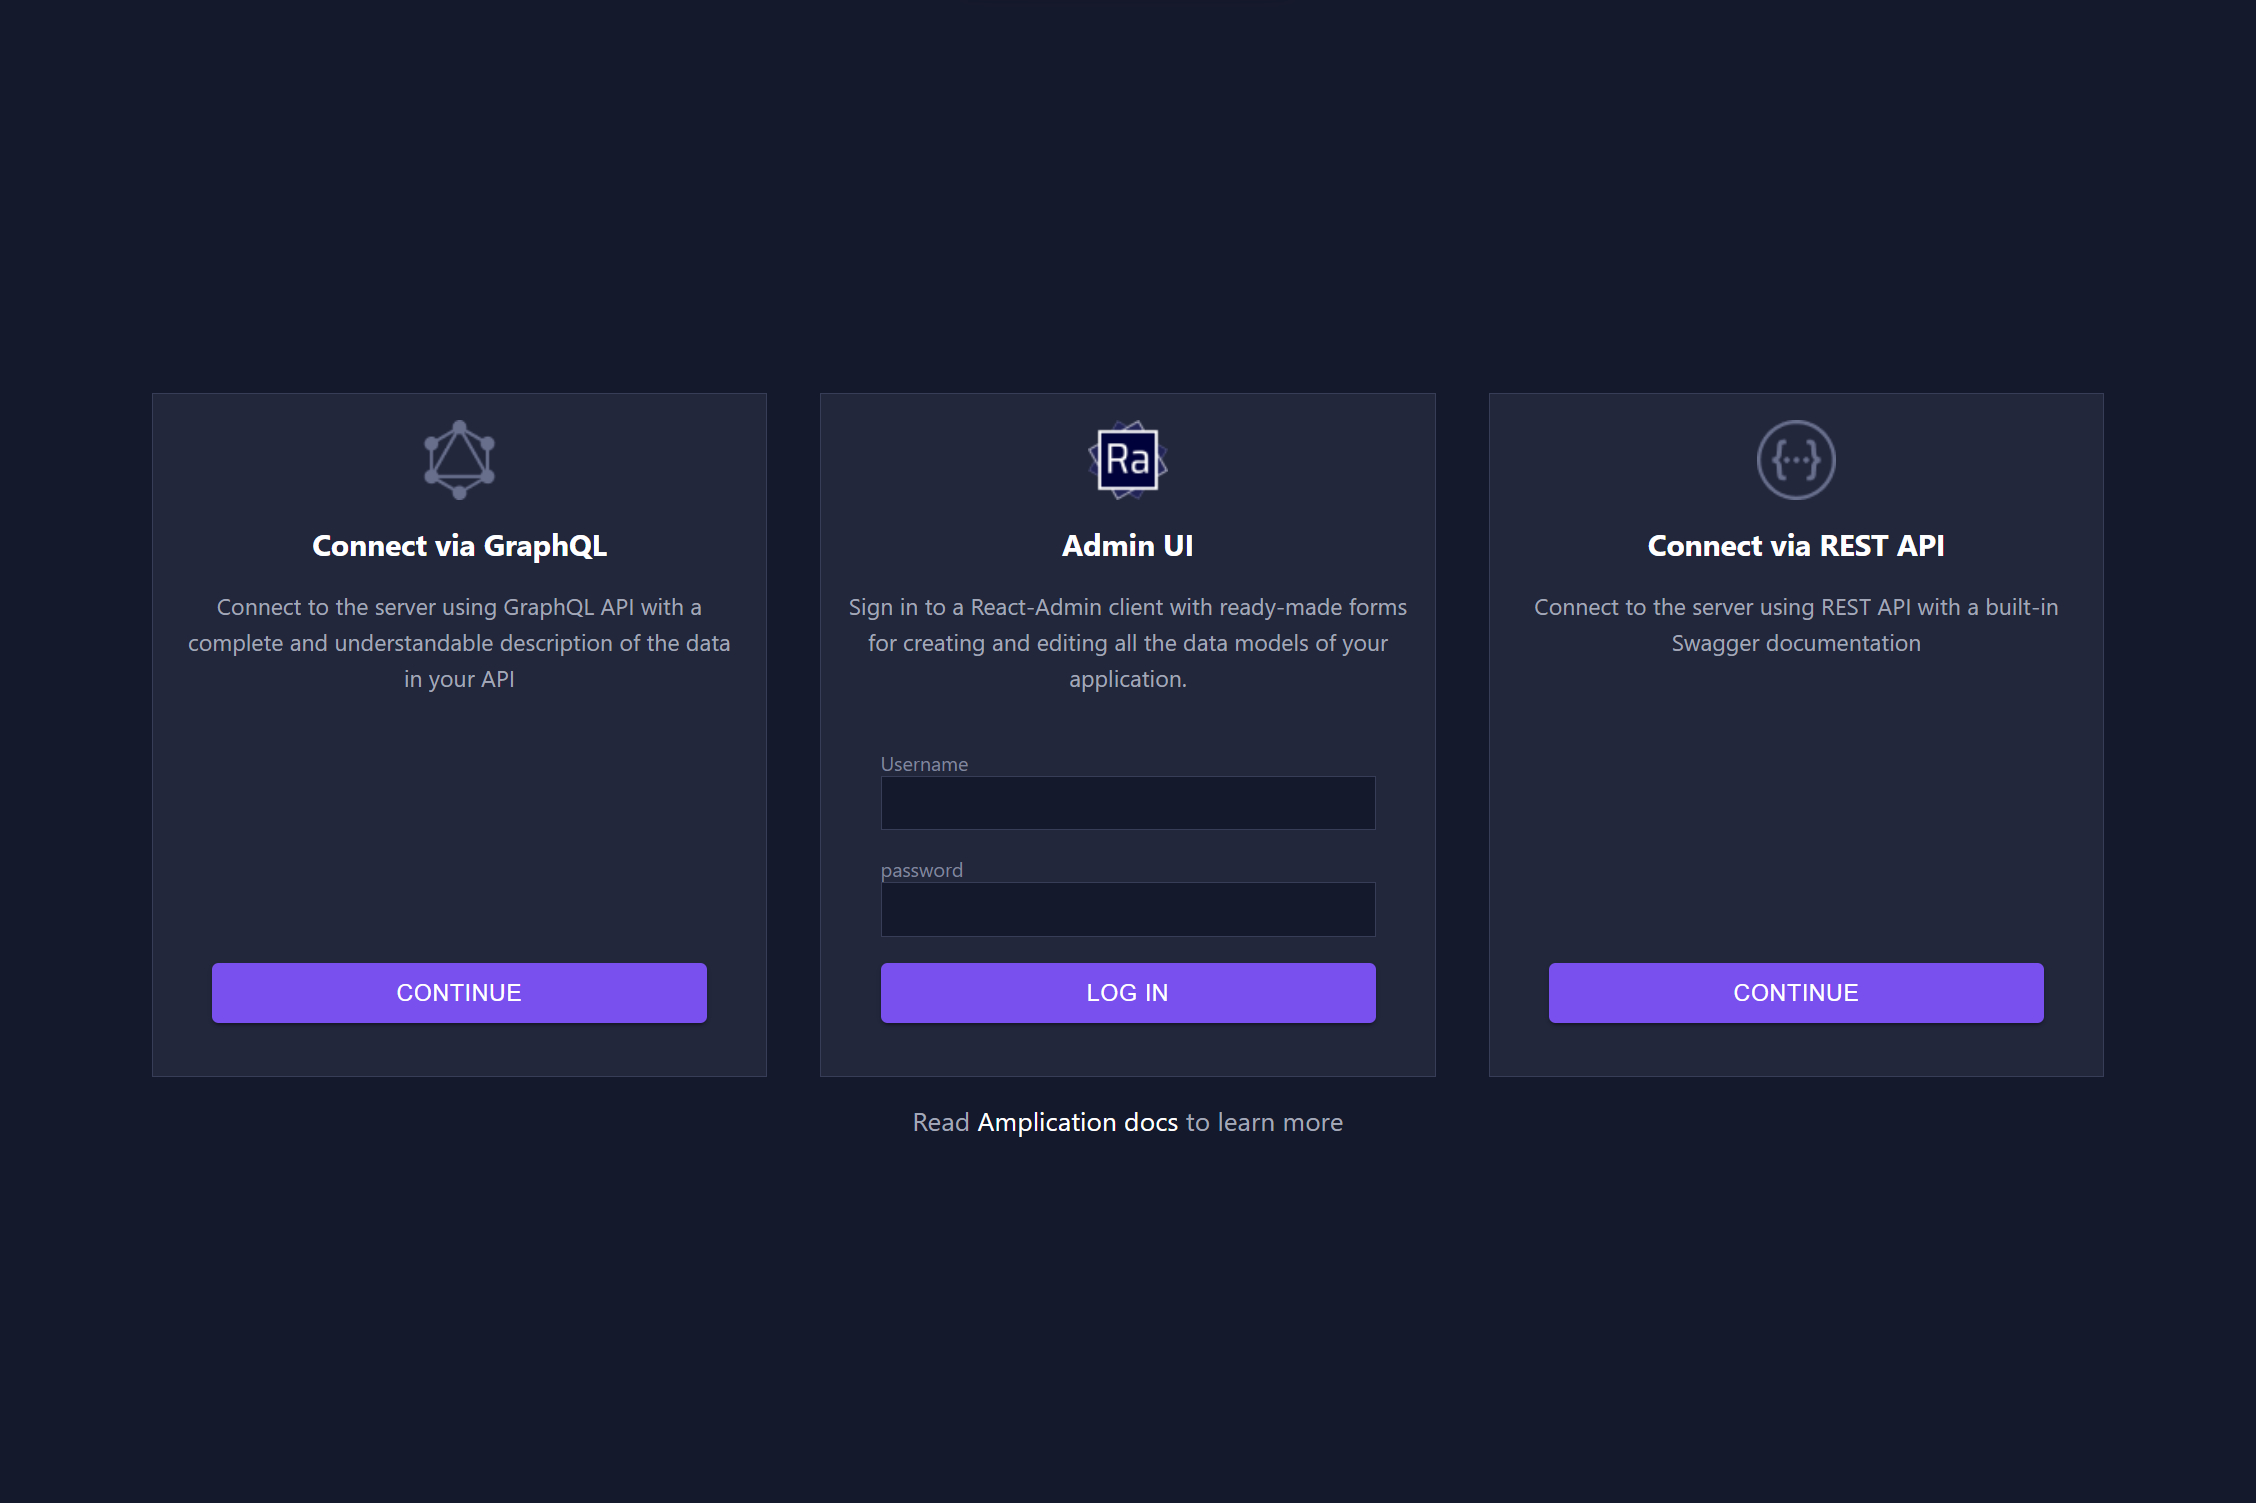 Connect via GraphQL
Connect to the server using GraphQL API with a
complete and understandable description of the data
in your API
CONTINUE
Ra
Admin UI
Sign in to a React-Admin client with ready-made forms
for creating and editing all the data models of your
application.
Username
password
LOG IN
{···}
Connect via REST API
Connect to the server using REST API with a built-in
Swagger documentation
CONTINUE
Read Amplication docs to learn more